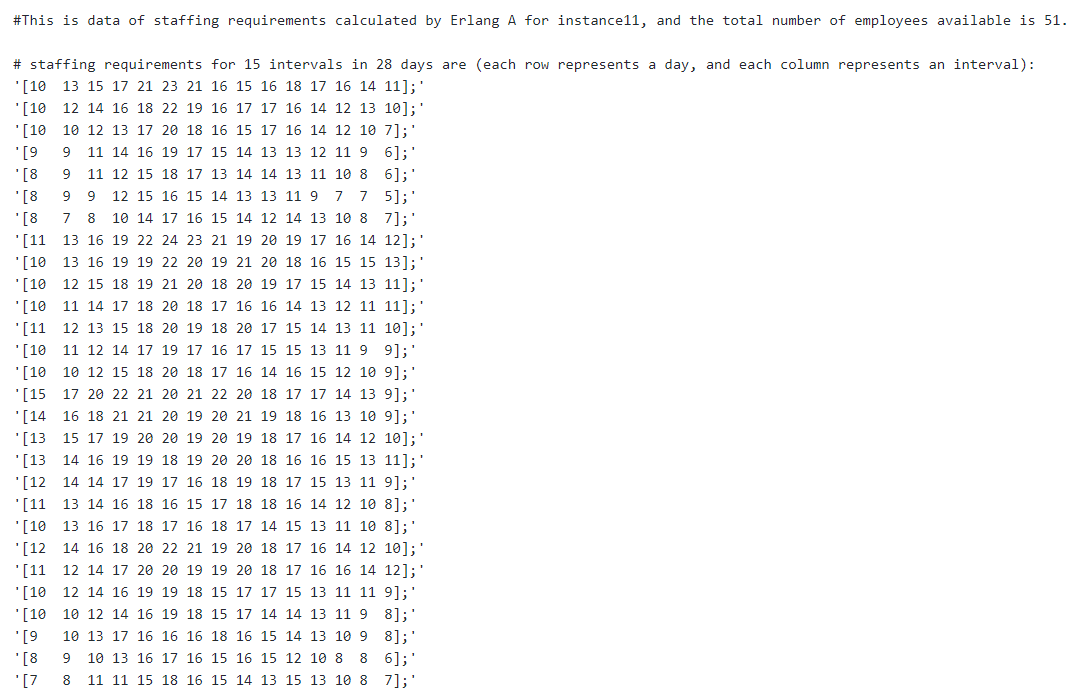 #This is data of staffing requirements calculated by Erlang A for instance11, and the total number of employees available is 51.
# staffing requirements for 15 intervals in 28 days are (each row represents a day, and each column represents an interval):
'[10  13 15 17 21 23 21 16 15 16 18 17 16 14 11];'
'[10  12 14 16 18 22 19 16 17 17 16 14 12 13 10];'
'[10  10 12 13 17 20 18 16 15 17 16 14 12 10 7];'
'[9   9  11 14 16 19 17 15 14 13 13 12 11 9  6];'
'[8   9  11 12 15 18 17 13 14 14 13 11 10 8  6];'
'[8   9  9  12 15 16 15 14 13 13 11 9  7  7  5];'
'[8   7  8  10 14 17 16 15 14 12 14 13 10 8  7];'
'[11  13 16 19 22 24 23 21 19 20 19 17 16 14 12];'
'[10  13 16 19 19 22 20 19 21 20 18 16 15 15 13];'
'[10  12 15 18 19 21 20 18 20 19 17 15 14 13 11];'
'[10  11 14 17 18 20 18 17 16 16 14 13 12 11 11];'
'[11  12 13 15 18 20 19 18 20 17 15 14 13 11 10];'
'[10  11 12 14 17 19 17 16 17 15 15 13 11 9  9];'
'[10  10 12 15 18 20 18 17 16 14 16 15 12 10 9];'
'[15  17 20 22 21 20 21 22 20 18 17 17 14 13 9];'
'[14  16 18 21 21 20 19 20 21 19 18 16 13 10 9];'
'[13  15 17 19 20 20 19 20 19 18 17 16 14 12 10];'
'[13  14 16 19 19 18 19 20 20 18 16 16 15 13 11];'
'[12  14 14 17 19 17 16 18 19 18 17 15 13 11 9];'
'[11  13 14 16 18 16 15 17 18 18 16 14 12 10 8];'
'[10  13 16 17 18 17 16 18 17 14 15 13 11 10 8];'
'[12  14 16 18 20 22 21 19 20 18 17 16 14 12 10];'
'[11  12 14 17 20 20 19 19 20 18 17 16 16 14 12];'
'[10  12 14 16 19 19 18 15 17 17 15 13 11 11 9];'
'[10  10 12 14 16 19 18 15 17 14 14 13 11 9  8];'
'[9   10 13 17 16 16 16 18 16 15 14 13 10 9  8];'
'[8   9  10 13 16 17 16 15 16 15 12 10 8  8  6];'
'[7   8  11 11 15 18 16 15 14 13 15 13 10 8  7];'